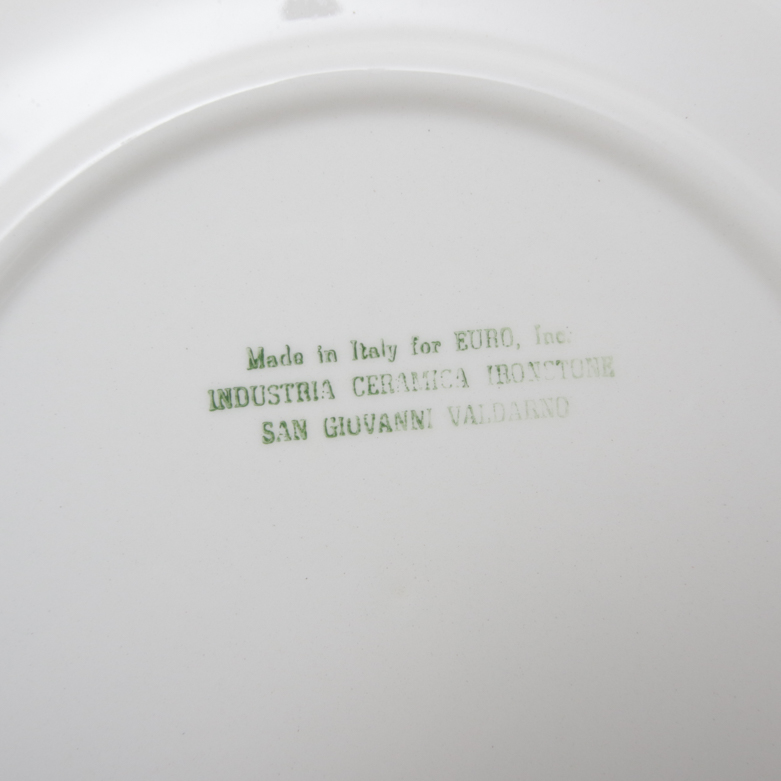 Made in Italy for EURO, Inc.
INDUSTRIA CERAMICA IRONSTONE
SAN GIOVANNI VALDARNO